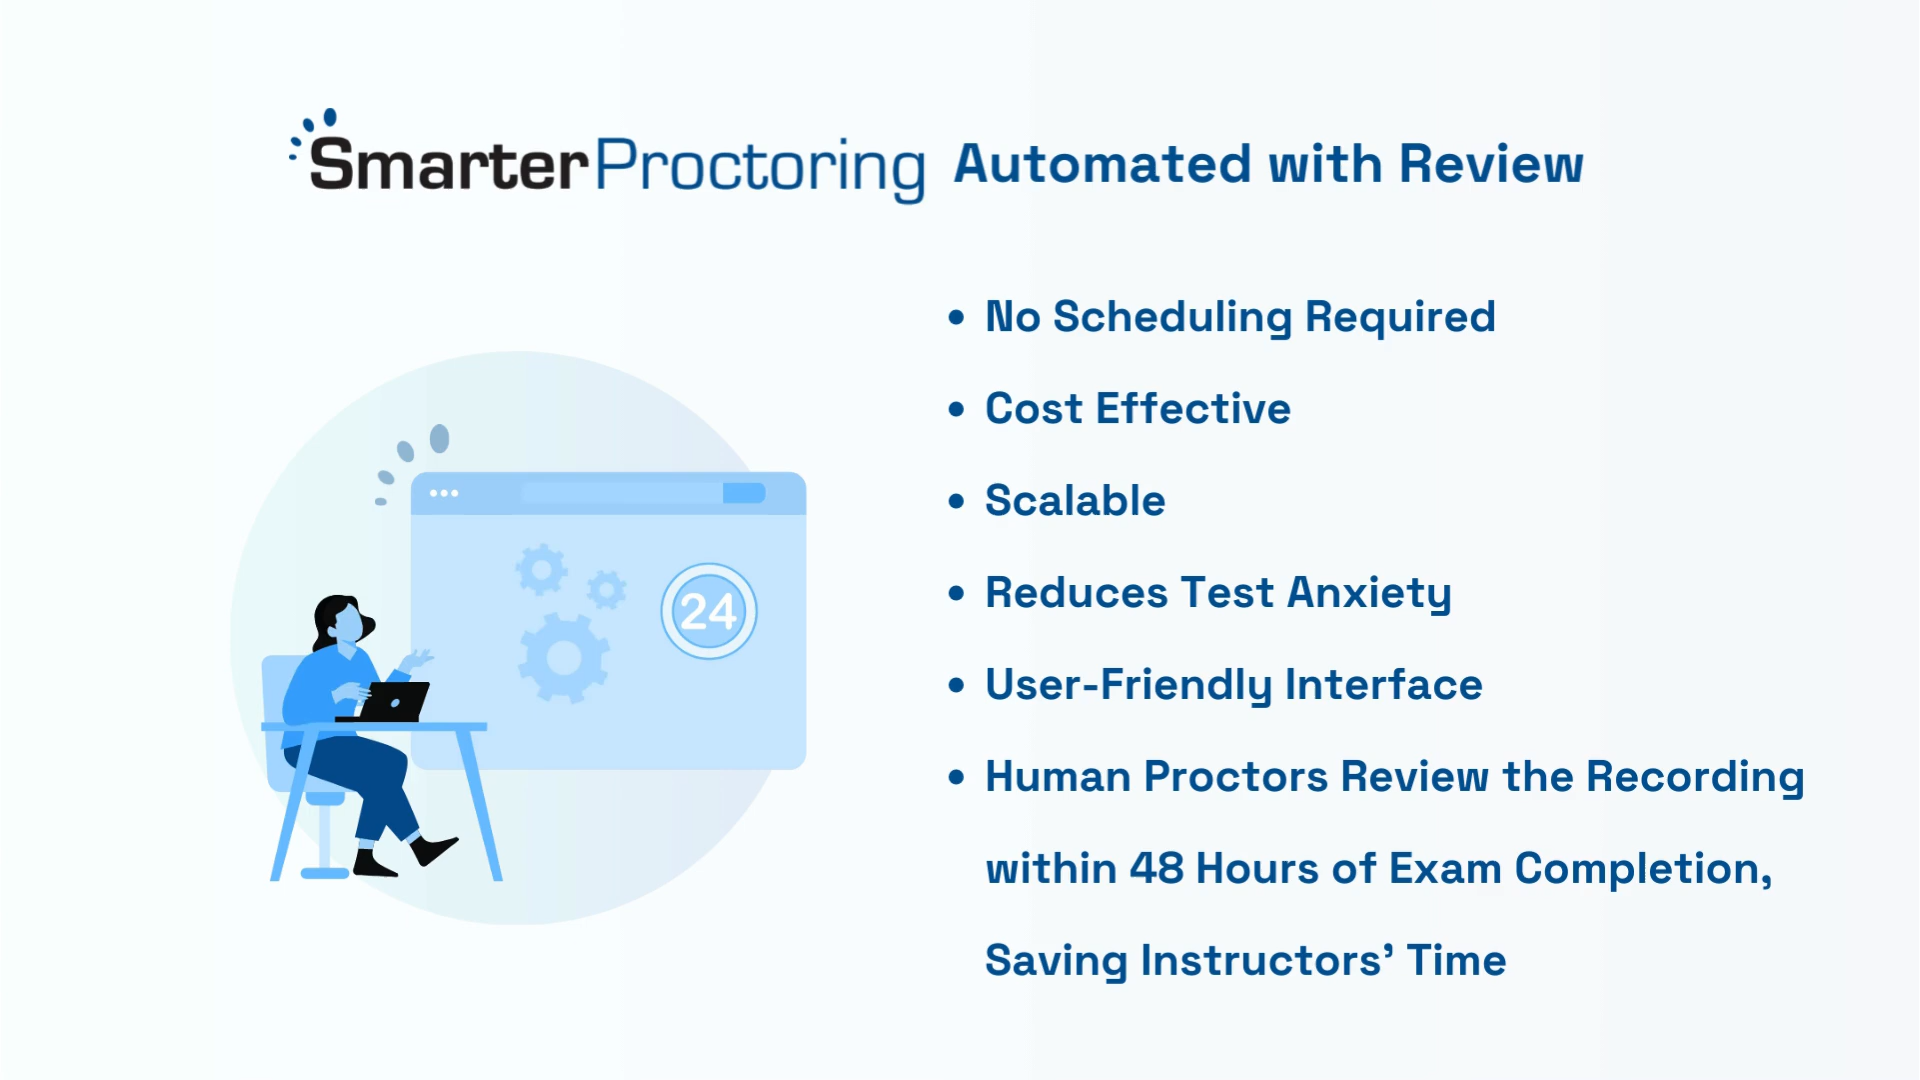 SmarterProctoring Automated with Review
• No Scheduling Required
• Cost Effective
• Scalable
• Reduces Test Anxiety
• User-Friendly Interface
• Human Proctors Review the Recording
within 48 Hours of Exam Completion,
Saving Instructors’ Time
24